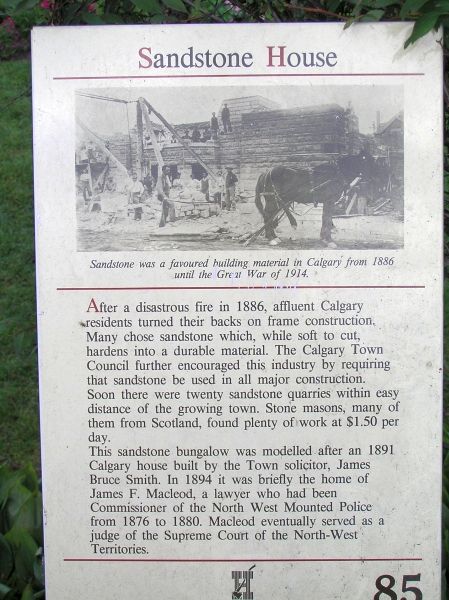 Sandstone House
Sandstone was a favoured building material in Calgary from 1886
until the Great War of 1914.
After a disastrous fire in 1886, affluent Calgary
residents turned their backs on frame construction.
Many chose sandstone which, while soft to cut,
hardens into a durable material. The Calgary Town
Council further encouraged this industry by requiring
that sandstone be used in all major construction.
Soon there were twenty sandstone quarries within easy
distance of the growing town. Stone masons, many of
them from Scotland, found plenty of work at $1.50 per
day.
This sandstone bungalow was modelled after an 1891
Calgary house built by the Town solicitor, James
Bruce Smith. In 1894 it was briefly the home of
James F. Macleod, a lawyer who had been
Commissioner of the North West Mounted Police
from 1876 to 1880. Macleod eventually served as a
judge of the Supreme Court of the North-West
Territories.
85